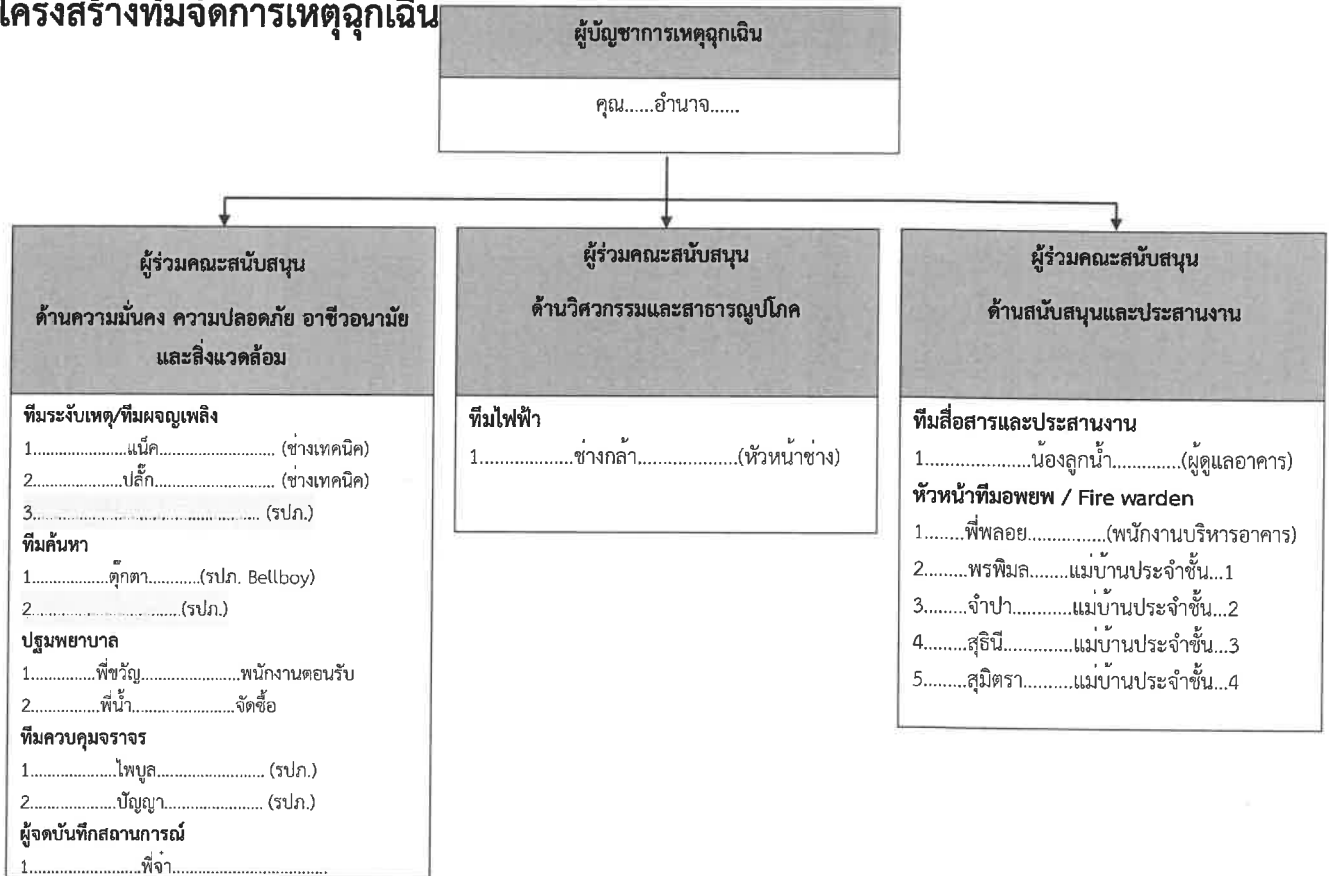 โครงสร้างทีมจัดการเหตุฉุกเฉิน
ผู้บัญชาการเหตุฉุกเฉิน
คุณ......อำนาจ......
ผู้ร่วมคณะสนับสนุน
ด้านความมั่นคง ความปลอดภัย อาชีวอนามัย
และสิ่งแวดล้อม
ทีมระงับเหตุ/ทีมผจญเพลิง
1.....................แน็ค.......................... (ช่างเทคนิค)
2....................ปลั๊ก........................... (ช่างเทคนิค)
3................................................... (รปภ.)
ทีมค้นหา
1.................ตุ๊กตา...........(รปภ. Bellboy)
2.................................(รปภ.)
ปฐมพยาบาล
1..............พี่ขวัญ......................พนักงานตอนรับ
2...............พี่น้ำ.......................จัดซื้อ
ทีมควบคุมจราจร
1...................ไพบูล........................ (รปภ.)
2...................ปัญญา...................... (รปภ.)
ผู้จดบันทึกสถานการณ์
1.........................พี่จ๋า...................................
ผู้ร่วมคณะสนับสนุน
ด้านวิศวกรรมและสาธารณูปโภค
ทีมไฟฟ้า
1....................ช่างกล้า.....................(หัวหน้าช่าง)
ผู้ร่วมคณะสนับสนุน
ด้านสนับสนุนและประสานงาน
ทีมสื่อสารและประสานงาน
1.......................น้องลูกน้ำ..............(ผู้ดูแลอาคาร)
หัวหน้าทีมอพยพ / Fire warden
1........พี่พลอย................(พนักงานบริหารอาคาร)
2.........พรพิมล........แม่บ้านประจำชั้น...1
3.........จำปา............แม่บ้านประจำชั้น...2
4.........สุธินี.............แม่บ้านประจำชั้น...3
5.........สุมิตรา..........แม่บ้านประจำชั้น...4